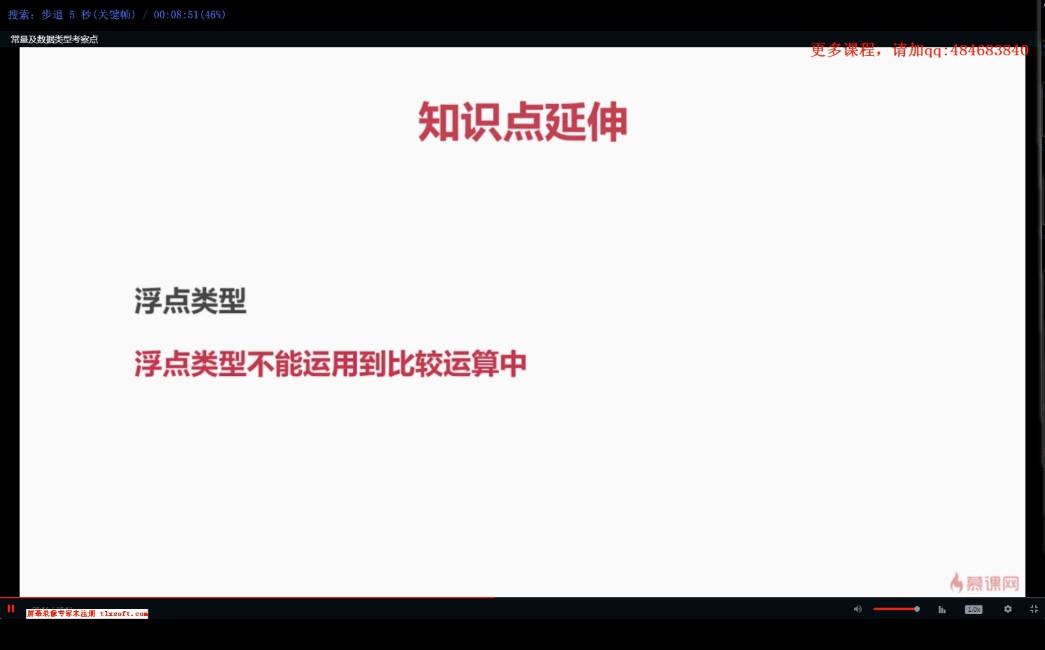 搜索: 步退 5 秒(关键帧) / 00:08:51(46%)
常量及数据类型考察点
更多课程，请加qq:484683840
知识点延伸
浮点类型
浮点类型不能运用到比较运算中
慕课网
屏幕录像专家未注册 tlxsoft.com
1.0x